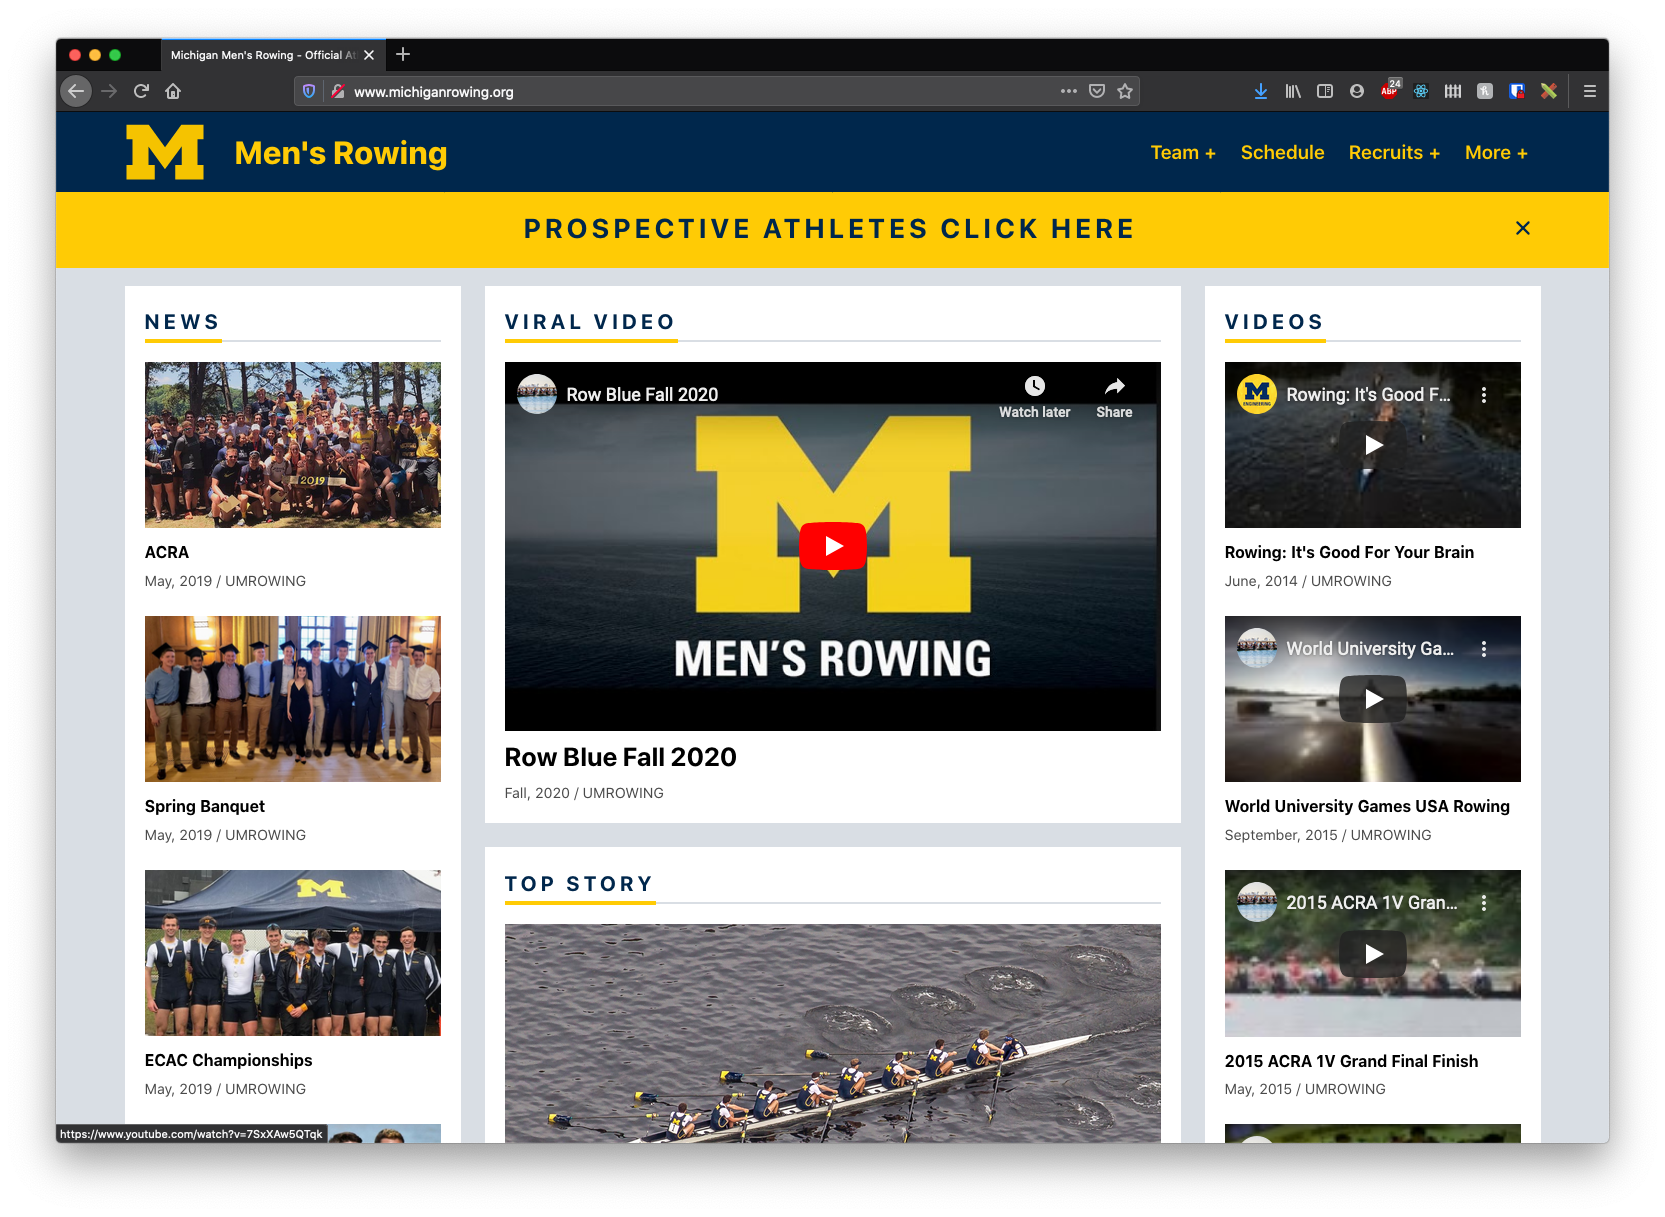 Michigan Men's Rowing - Official At
24
ABP
www.michiganrowing.org
M
Men's Rowing
Team +
Schedule
Recruits +
More +
PROSPECTIVE ATHLETES CLICK HERE
NEWS
2019
ACRA
May, 2019 / UMROWING
Spring Banquet
May, 2019 / UMROWING
M
ECAC Championships
May, 2019 / UMROWING
VIRAL VIDEO
Row Blue Fall 2020
Watch later
Share
M
MEN'S ROWING
Row Blue Fall 2020
Fall, 2020 / UMROWING
TOP STORY
VIDEOS
M
ENGINEERING
Rowing: It's Good F...
Rowing: It's Good For Your Brain
June, 2014 / UMROWING
World University Ga...
World University Games USA Rowing
September, 2015 / UMROWING
2015 ACRA 1V Gran...
2015 ACRA 1V Grand Final Finish
May, 2015 / UMROWING
https://www.youtube.com/watch?v=7SxXAw5QTqk